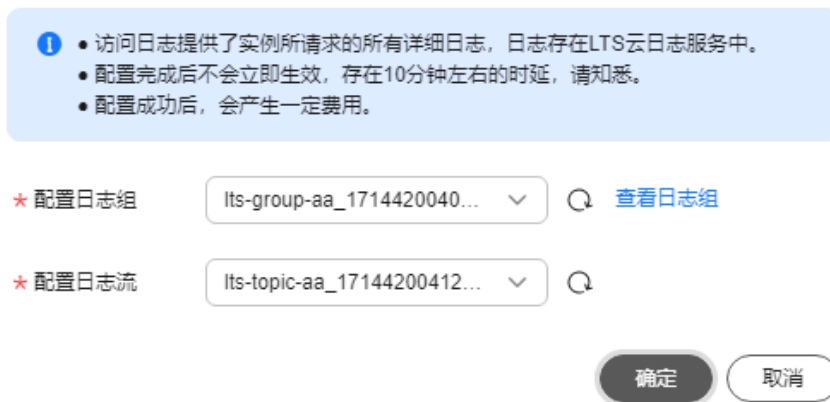 ● 访问日志提供了实例所请求的所有详细日志，日志存在LTS云日志服务中。
● 配置完成后不会立即生效，存在10分钟左右的时延，请知悉。
● 配置成功后，会产生一定费用。
* 配置日志组 lts-group-aa_1714420040... 查看日志组
* 配置日志流 lts-topic-aa_17144200412...
确定 取消